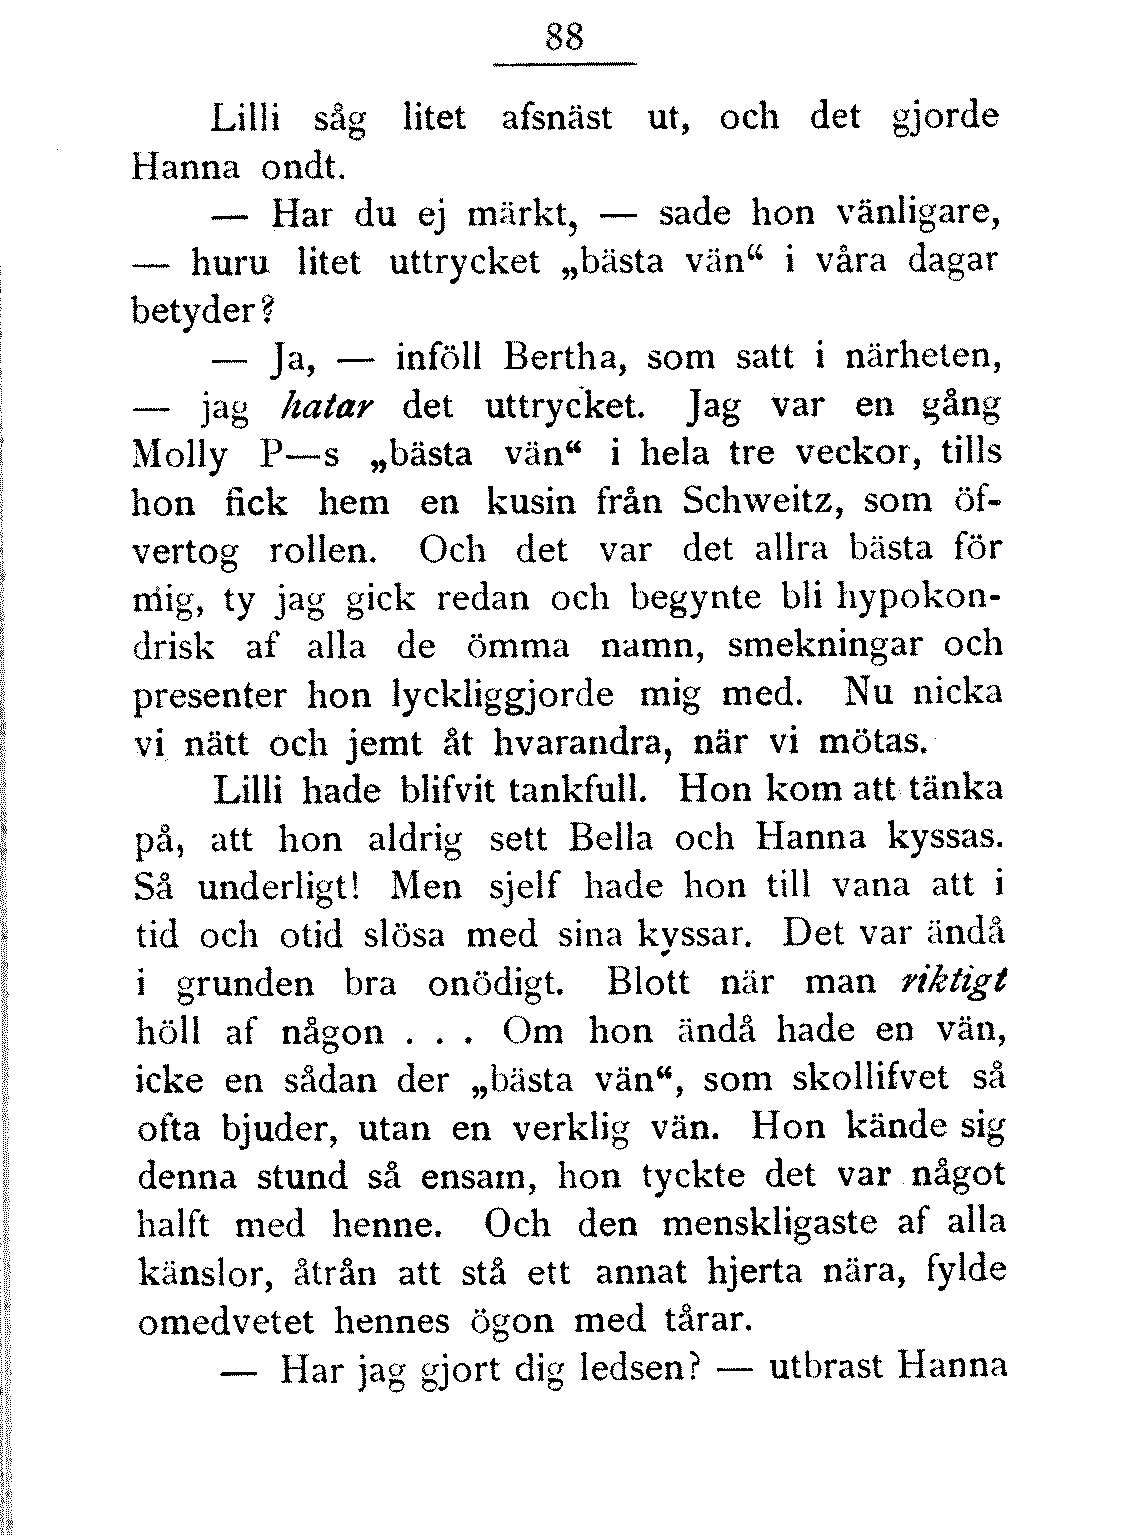 88
Lilli såg litet afsnäst ut, och det gjorde
Hanna ondt.
— Har du ej märkt, — sade hon vänligare,
— huru litet uttrycket „bästa vän“ i våra dagar
betyder?
— Ja, — inföll Bertha, som satt i närheten,
— jag hatar det uttrycket. Jag var en gång
Molly P—s „bästa vän“ i hela tre veckor, tills
hon fick hem en kusin från Schweitz, som öf-
vertog rollen. Och det var det allra bästa för
mig, ty jag gick redan och begynte bli hypokon-
drisk af alla de ömma namn, smekningar och
presenter hon lyckliggjorde mig med. Nu nicka
vi nätt och jemt åt hvarandra, när vi mötas.
Lilli hade blifvit tankfull. Hon kom att tänka
på, att hon aldrig sett Bella och Hanna kyssas.
Så underligt! Men sjelf hade hon till vana att i
tid och otid slösa med sina kyssar. Det var ändå
i grunden bra onödigt. Blott när man riktigt
höll af någon . . . Om hon ändå hade en vän,
icke en sådan der „bästa vän“, som skollifvet så
ofta bjuder, utan en verklig vän. Hon kände sig
denna stund så ensam, hon tyckte det var något
halft med henne. Och den menskligaste af alla
känslor, åtrån att stå ett annat hjerta nära, fylde
omedvetet hennes ögon med tårar.
— Har jag gjort dig ledsen? — utbrast Hanna